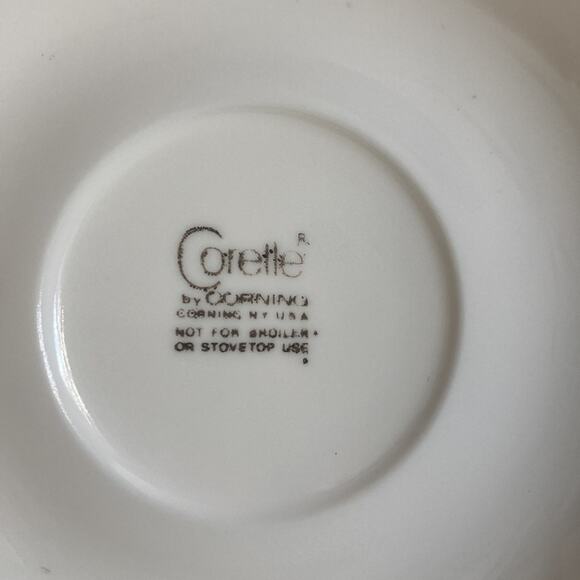 Corelle®
by CORNING
CORNING NY USA
NOT FOR BROILER
OR STOVETOP USE